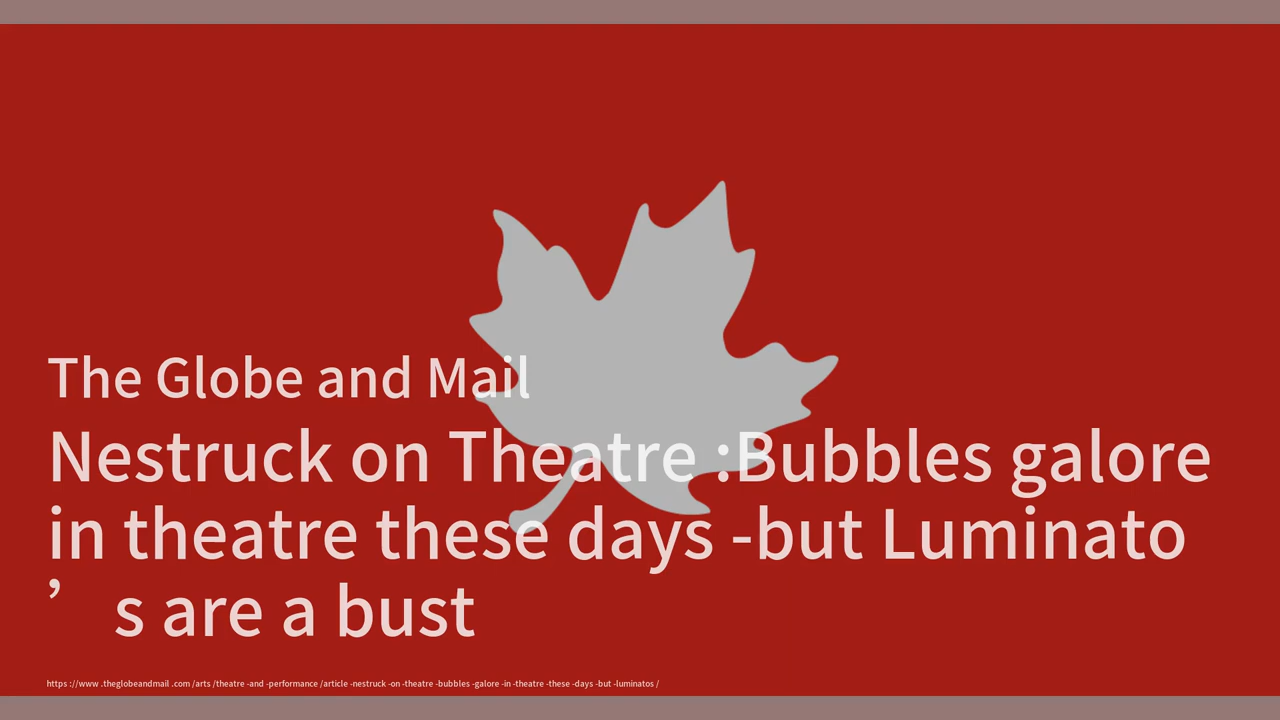 The Globe and Mail
Nestruck on Theatre :Bubbles galore
in theatre these days -but Luminato
’ s are a bust
https ://www .theglobeandmail .com /arts /theatre -and -performance /article -nestruck -on -theatre -bubbles -galore -in -theatre -these -days -but -luminatos /